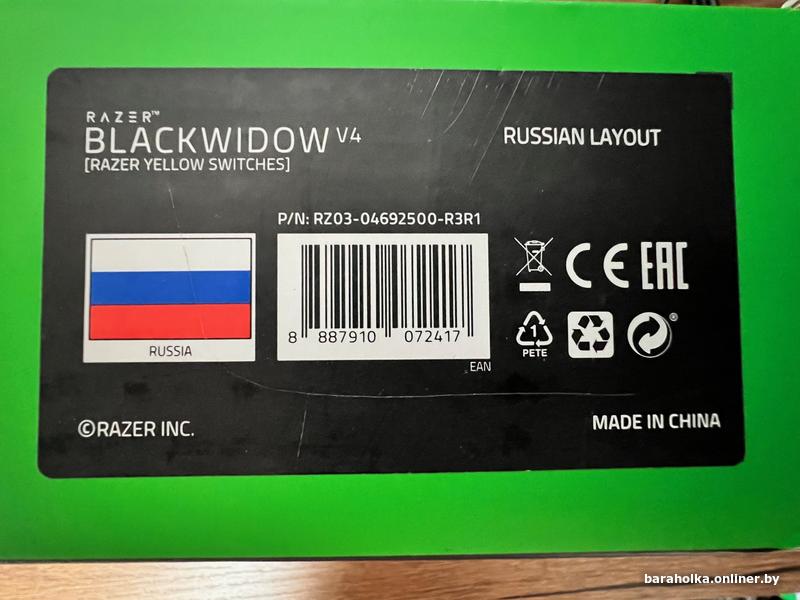 RAZER™
BLACKWIDOW V4
[RAZER YELLOW SWITCHES]
RUSSIAN LAYOUT
P/N: RZ03-04692500-R3R1
RUSSIA
8 887910 072417
EAN
CE EAC
1
PETE
®
©RAZER INC.
MADE IN CHINA
baraholka.onliner.by